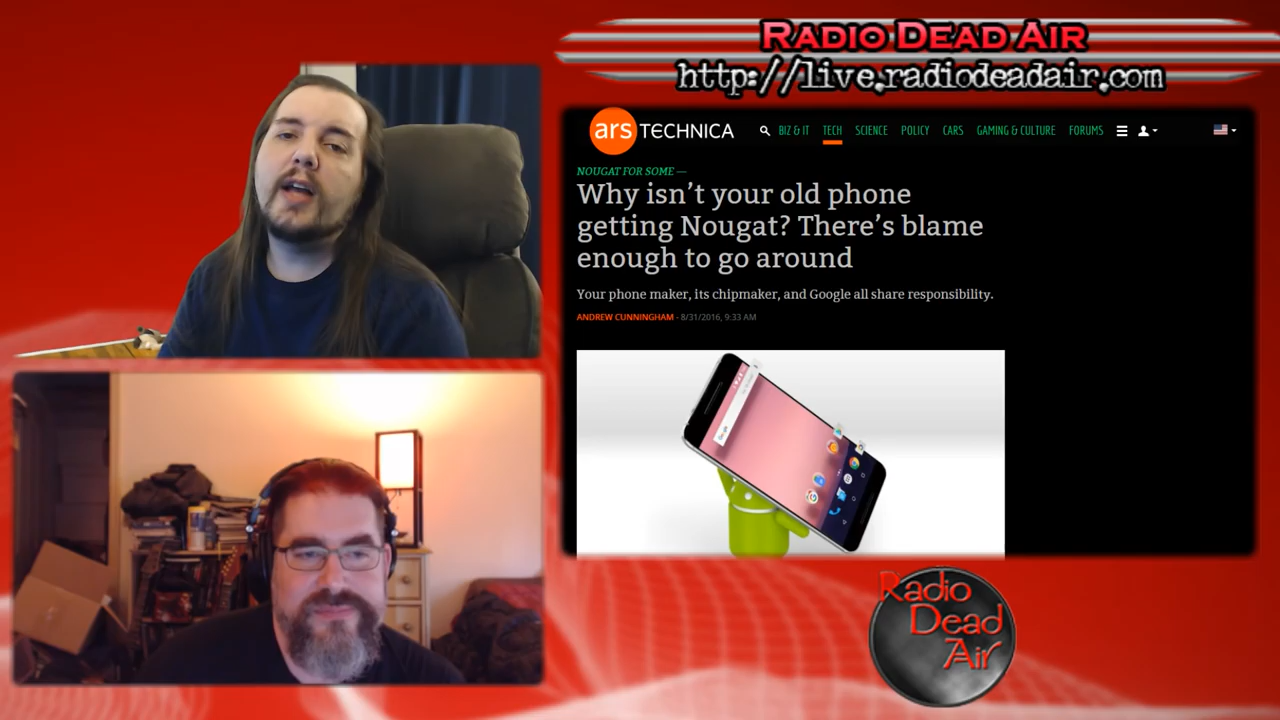 RADIO DEAD AIR
http://live.radiodeadair.com
ars TECHNICA
BIZ & IT TECH SCIENCE POLICY CARS GAMING & CULTURE FORUMS
NOUGAT FOR SOME —
Why isn't your old phone
getting Nougat? There's blame
enough to go around
Your phone maker, its chipmaker, and Google all share responsibility.
ANDREW CUNNINGHAM - 8/31/2016, 9:33 AM
Google
Radio
Dead
Air